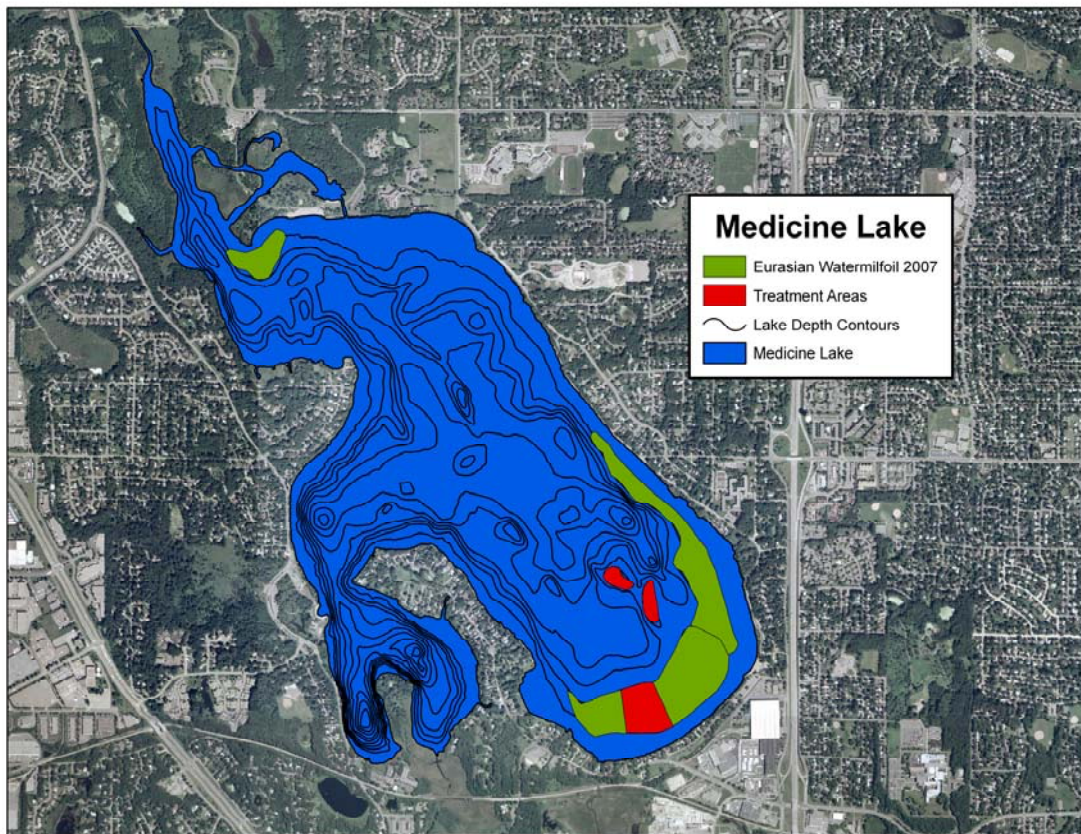 Medicine Lake
Eurasian Watermilfoil 2007
Treatment Areas
Lake Depth Contours
Medicine Lake